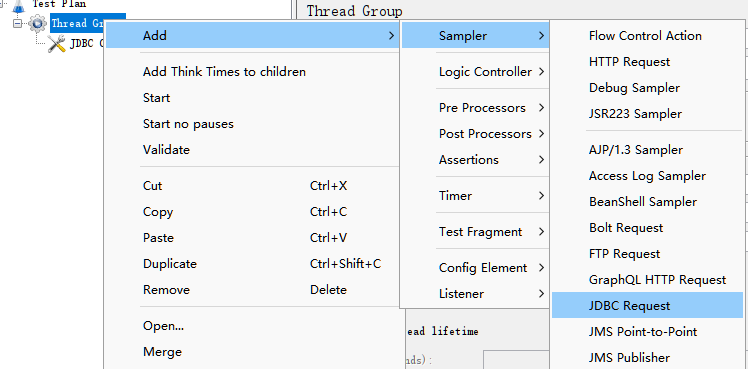 Test Plan
Thread Group
Thread Gr
JDBC
Add
Add Think Times to children
Start
Start no pauses
Validate
Cut Ctrl+X
Copy Ctrl+C
Paste Ctrl+V
Duplicate Ctrl+Shift+C
Remove Delete
Open...
Merge
Sampler
Logic Controller
Pre Processors
Post Processors
Assertions
Timer
Test Fragment
Config Element
Listener
Flow Control Action
HTTP Request
Debug Sampler
JSR223 Sampler
AJP/1.3 Sampler
Access Log Sampler
BeanShell Sampler
Bolt Request
FTP Request
GraphQL HTTP Request
JDBC Request
JMS Point-to-Point
JMS Publisher
ead lifetime
nds):